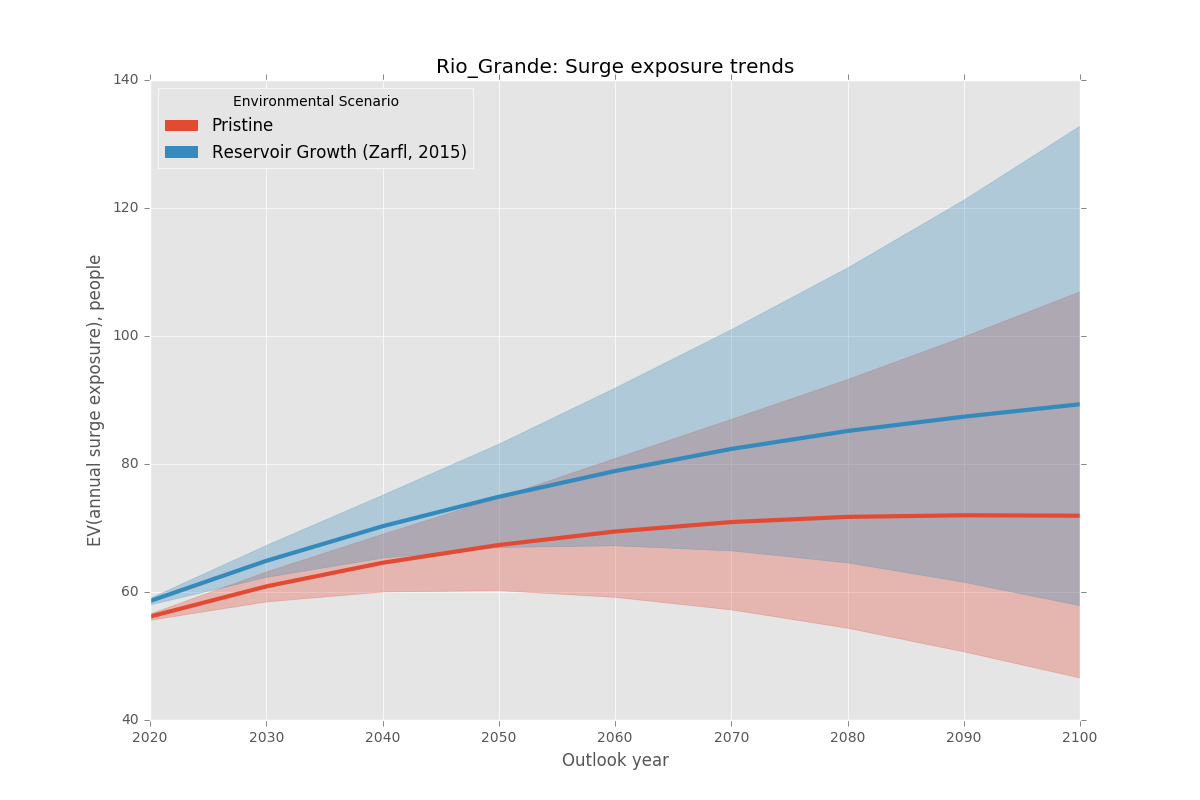 Rio_Grande: Surge exposure trends
Environmental Scenario
Pristine
Reservoir Growth (Zarfl, 2015)
EV(annual surge exposure), people
140
120
100
80
60
40
2020 2030 2040 2050 2060 2070 2080 2090 2100
Outlook year